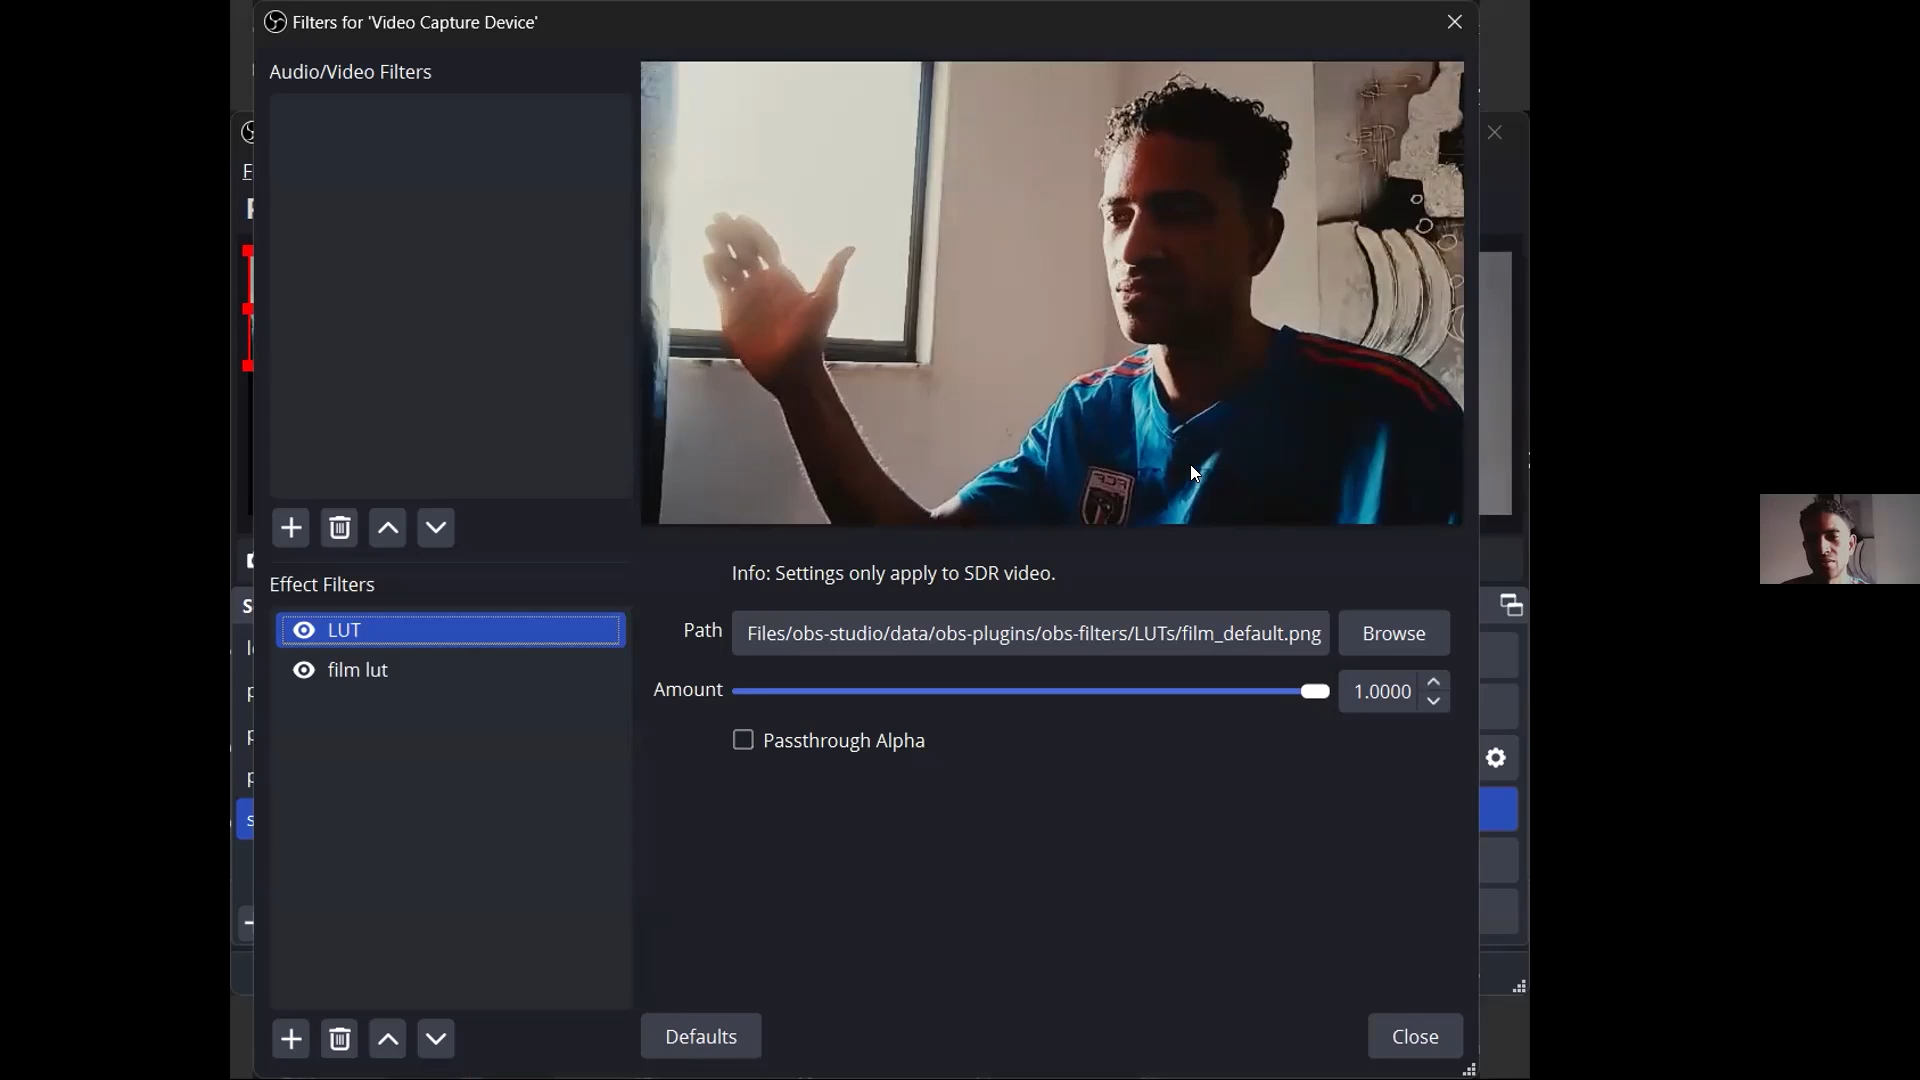 Filters for 'Video Capture Device'
Audio/Video Filters
Info: Settings only apply to SDR video.
Effect Filters
LUT
film lut
Path
Files/obs-studio/data/obs-plugins/obs-filters/LUTs/film_default.png
Browse
Amount
1.0000
Passthrough Alpha
Defaults
Close